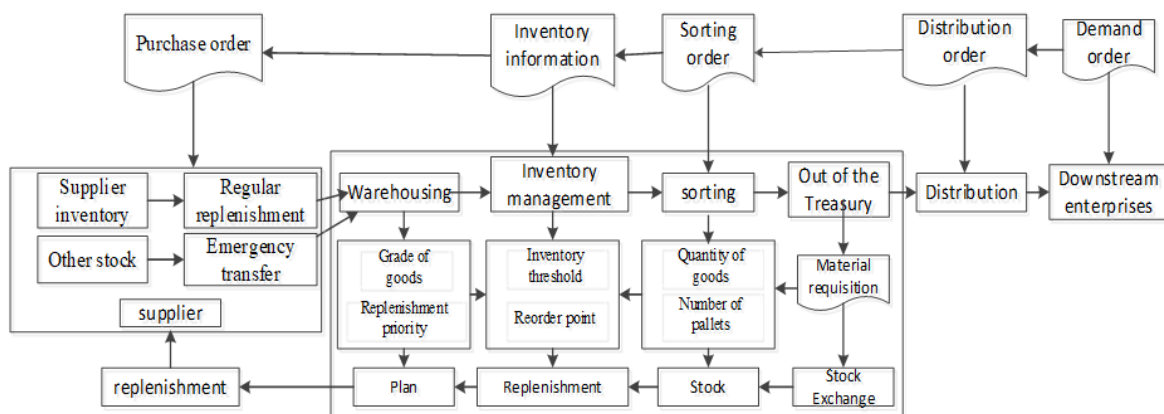 Purchase order
Inventory
information
Sorting
order
Distribution
order
Demand
order
Supplier
inventory
Regular
replenishment
Warehousing
Inventory
management
sorting
Out of the
Treasury
Distribution
Downstream
enterprises
Other stock
Emergency
transfer
Grade of
goods
Inventory
threshold
Quantity of
goods
Material
requisition
supplier
Replenishment
priority
Reorder point
Number of
pallets
replenishment
Plan
Replenishment
Stock
Stock
Exchange